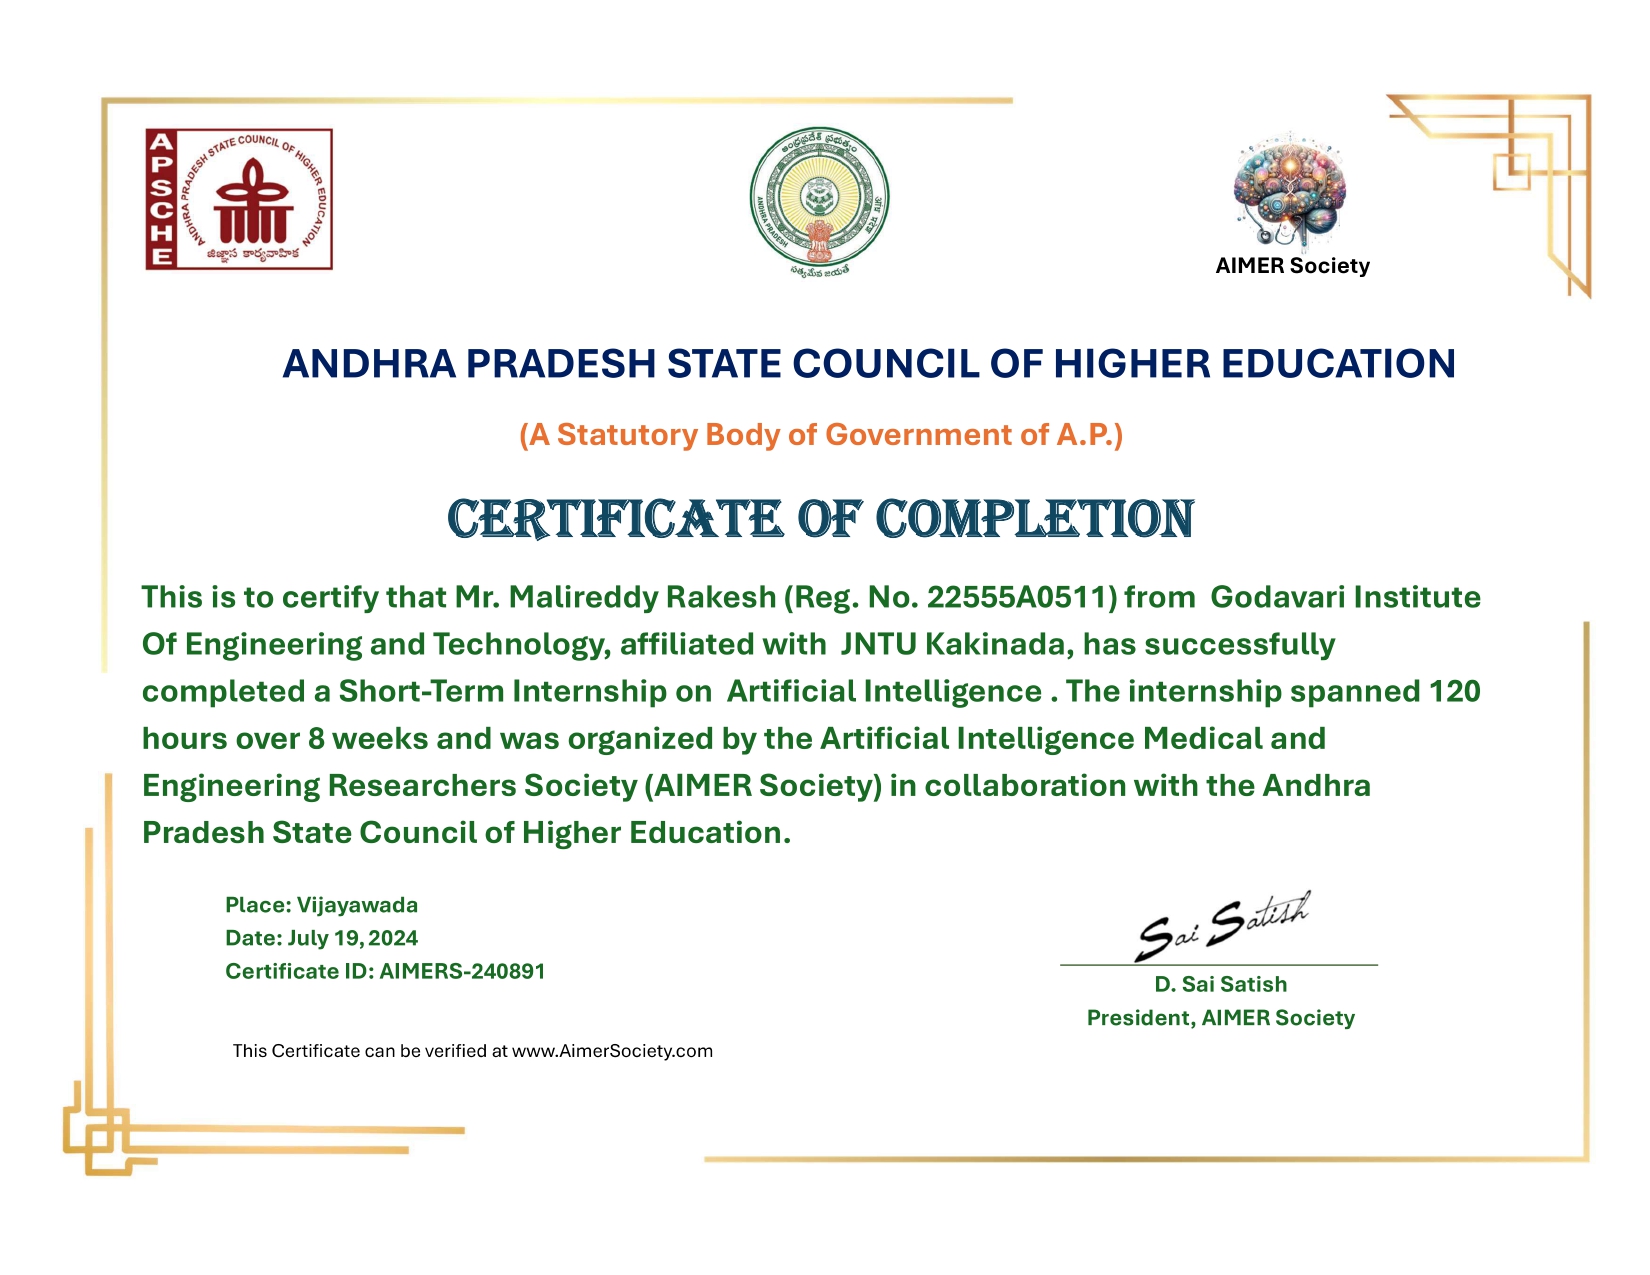 APSCHE
ANDHRA PRADESH STATE COUNCIL OF HIGHER EDUCATION
జిజ్ఞాస కార్యవాహిక
ఆంధ్రప్రదేశ్ ప్రభుత్వం
ANDHRA PRADESH
आंध्र प्रदेश
సత్యమేవ జయతే
AIMER Society
ANDHRA PRADESH STATE COUNCIL OF HIGHER EDUCATION
(A Statutory Body of Government of A.P.)
CERTIFICATE OF COMPLETION
This is to certify that Mr. Malireddy Rakesh (Reg. No. 22555A0511) from Godavari Institute
Of Engineering and Technology, affiliated with JNTU Kakinada, has successfully
completed a Short-Term Internship on Artificial Intelligence . The internship spanned 120
hours over 8 weeks and was organized by the Artificial Intelligence Medical and
Engineering Researchers Society (AIMER Society) in collaboration with the Andhra
Pradesh State Council of Higher Education.
Place: Vijayawada
Date: July 19, 2024
Certificate ID: AIMERS-240891
Sai Satish
D. Sai Satish
President, AIMER Society
This Certificate can be verified at www.AimerSociety.com